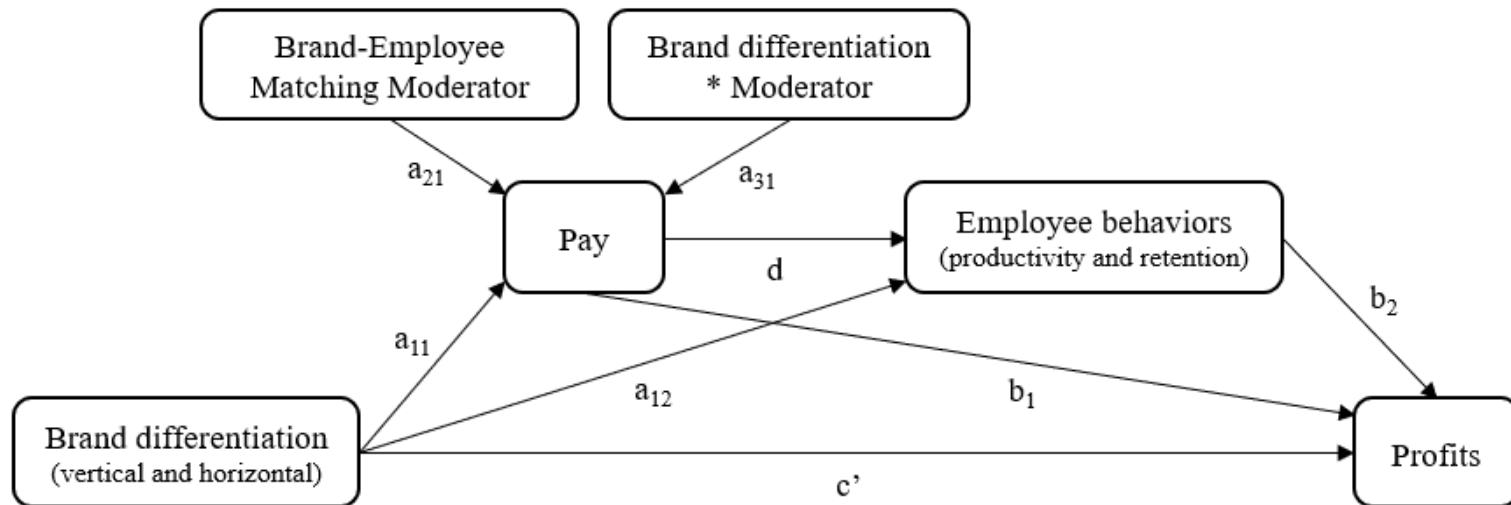 Brand-Employee
Matching Moderator
Brand differentiation
* Moderator
a₂₁
a₃₁
Pay
Employee behaviors
(productivity and retention)
d
b₂
a₁₁
a₁₂
b₁
Brand differentiation
(vertical and horizontal)
Profits
c’